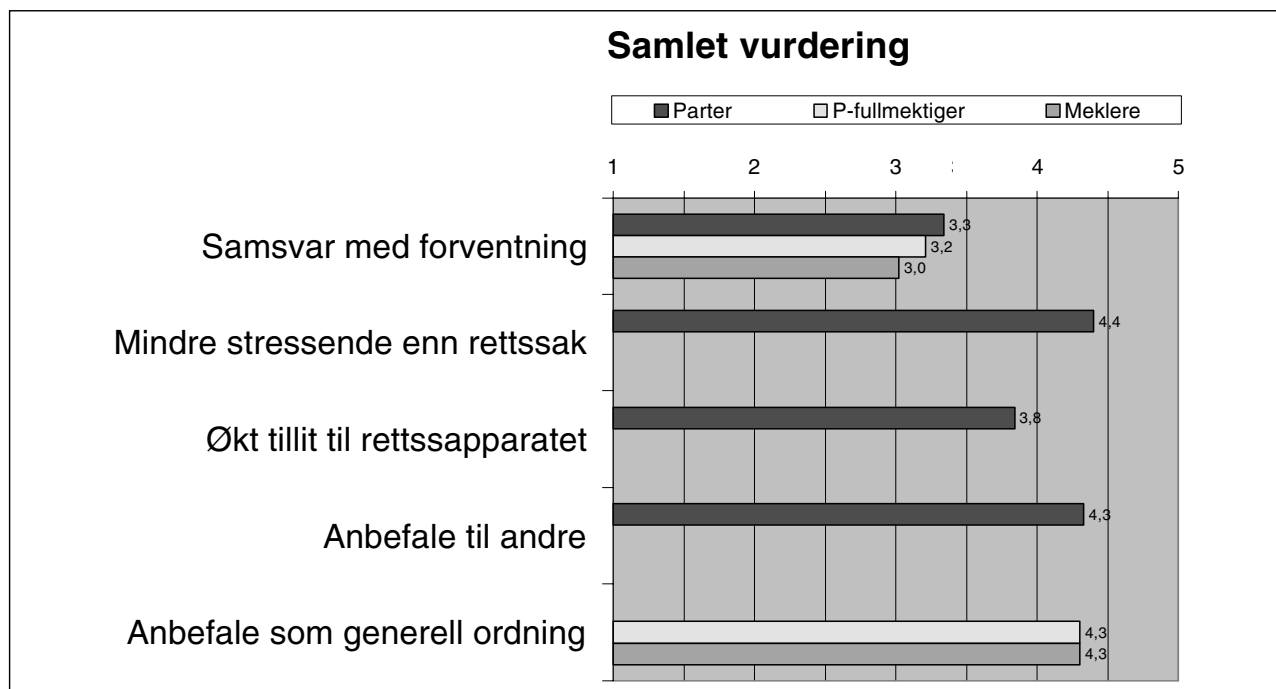 Samlet vurdering
Parter P-fullmektiger Meklere
1 2 3 4 5
Samsvar med forventning
3,3
3,2
3,0
Mindre stressende enn rettssak
4,4
Økt tillit til rettssapparatet
3,8
Anbefale til andre
4,3
Anbefale som generell ordning
4,3
4,3